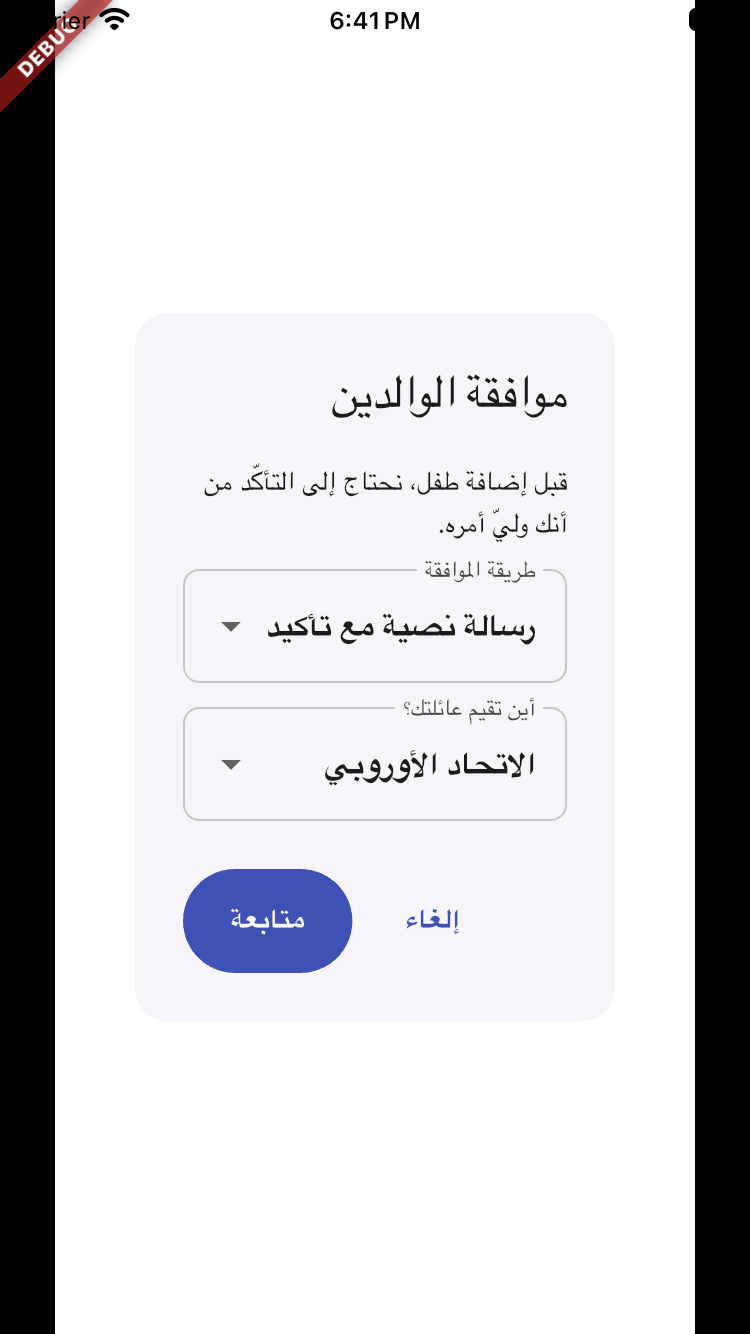 6:41 PM
DEBUG
موافقة الوالدين
قبل إضافة طفل، نحتاج إلى التأكّد من
أنك وليّ أمره.
طريقة الموافقة
رسالة نصية مع تأكيد
أين تقيم عائلتك؟
الاتحاد الأوروبي
إلغاء
متابعة